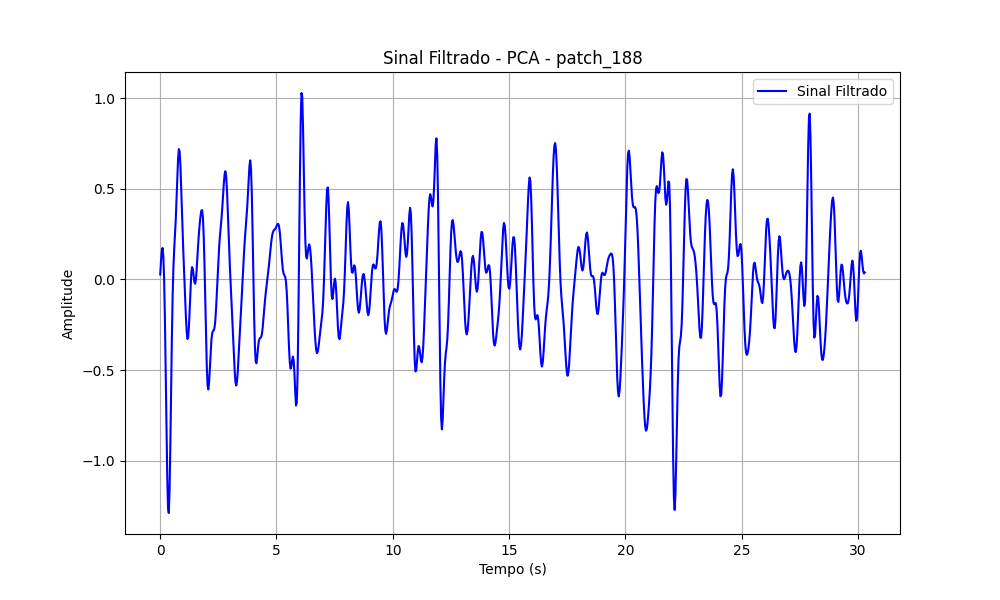 Sinal Filtrado - PCA - patch_188
Sinal Filtrado
1.0
0.5
0.0
−0.5
−1.0
Amplitude
0 5 10 15 20 25 30
Tempo (s)